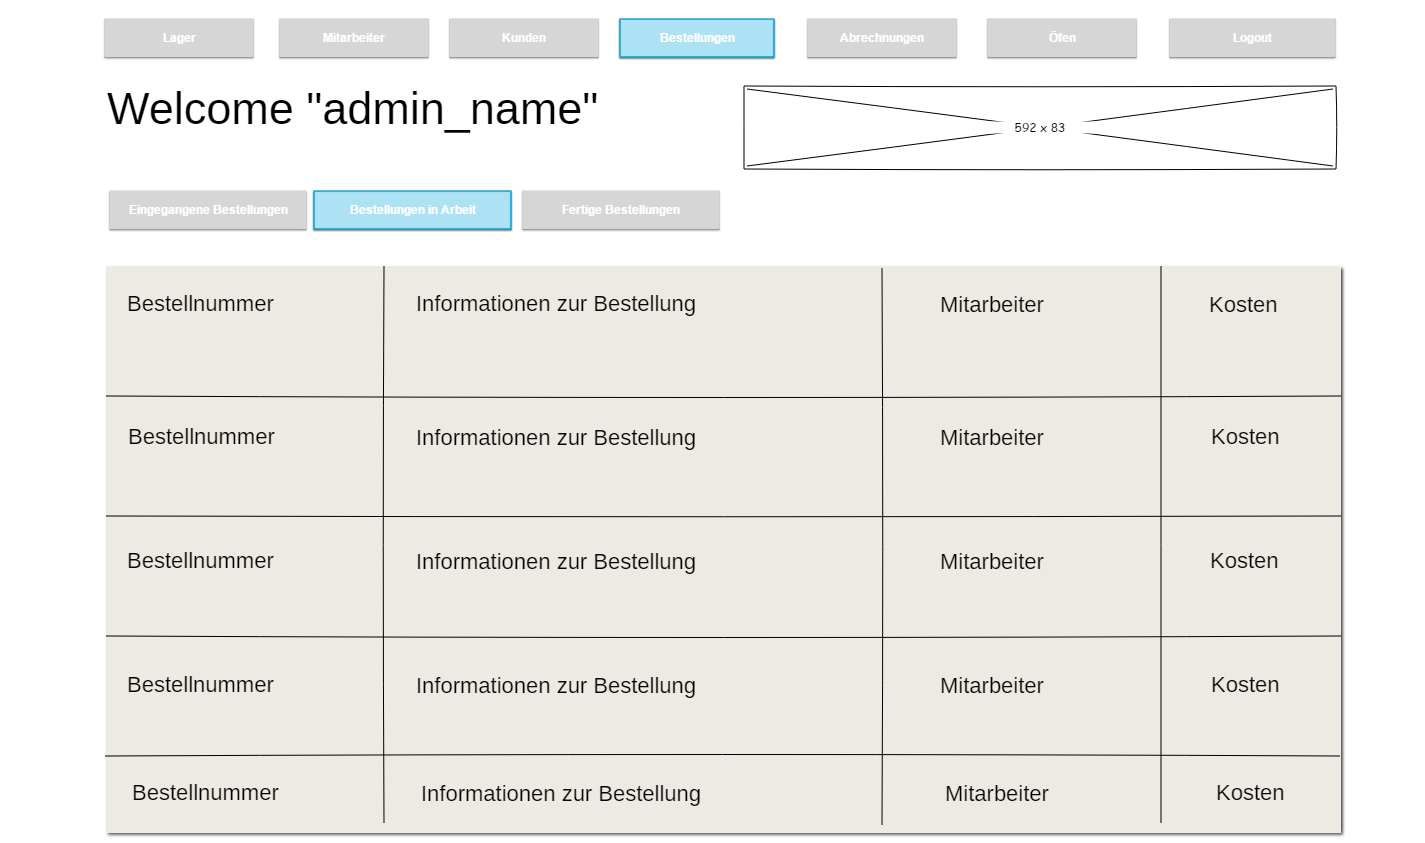 Lager
Mitarbeiter
Kunden
Bestellungen
Abrechnungen
Öfen
Logout
Welcome "admin_name"
592 x 83
Eingegangene Bestellungen
Bestellungen in Arbeit
Fertige Bestellungen
Bestellnummer
Informationen zur Bestellung
Mitarbeiter
Kosten
Bestellnummer
Informationen zur Bestellung
Mitarbeiter
Kosten
Bestellnummer
Informationen zur Bestellung
Mitarbeiter
Kosten
Bestellnummer
Informationen zur Bestellung
Mitarbeiter
Kosten
Bestellnummer
Informationen zur Bestellung
Mitarbeiter
Kosten